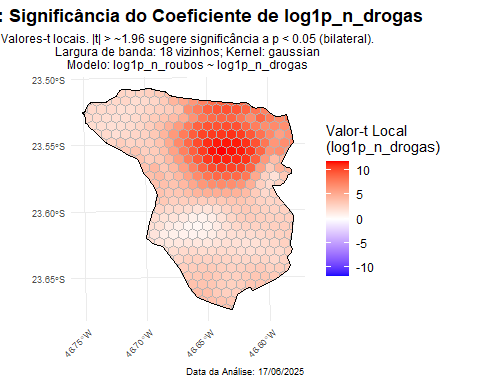 : Significância do Coeficiente de log1p_n_drogas
Valores-t locais. |t| > ~1.96 sugere significância a p < 0.05 (bilateral).
Largura de banda: 18 vizinhos; Kernel: gaussian
Modelo: log1p_n_roubos ~ log1p_n_drogas
23.50°S
23.55°S
23.60°S
23.65°S
46.75°W
46.70°W
46.65°W
46.60°W
Valor-t Local
(log1p_n_drogas)
10
5
0
-5
-10
Data da Análise: 17/06/2025